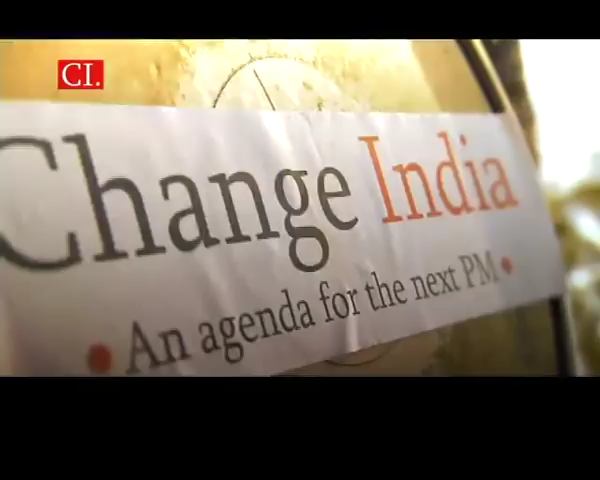 CI.
Change India
• An agenda for the next PM •